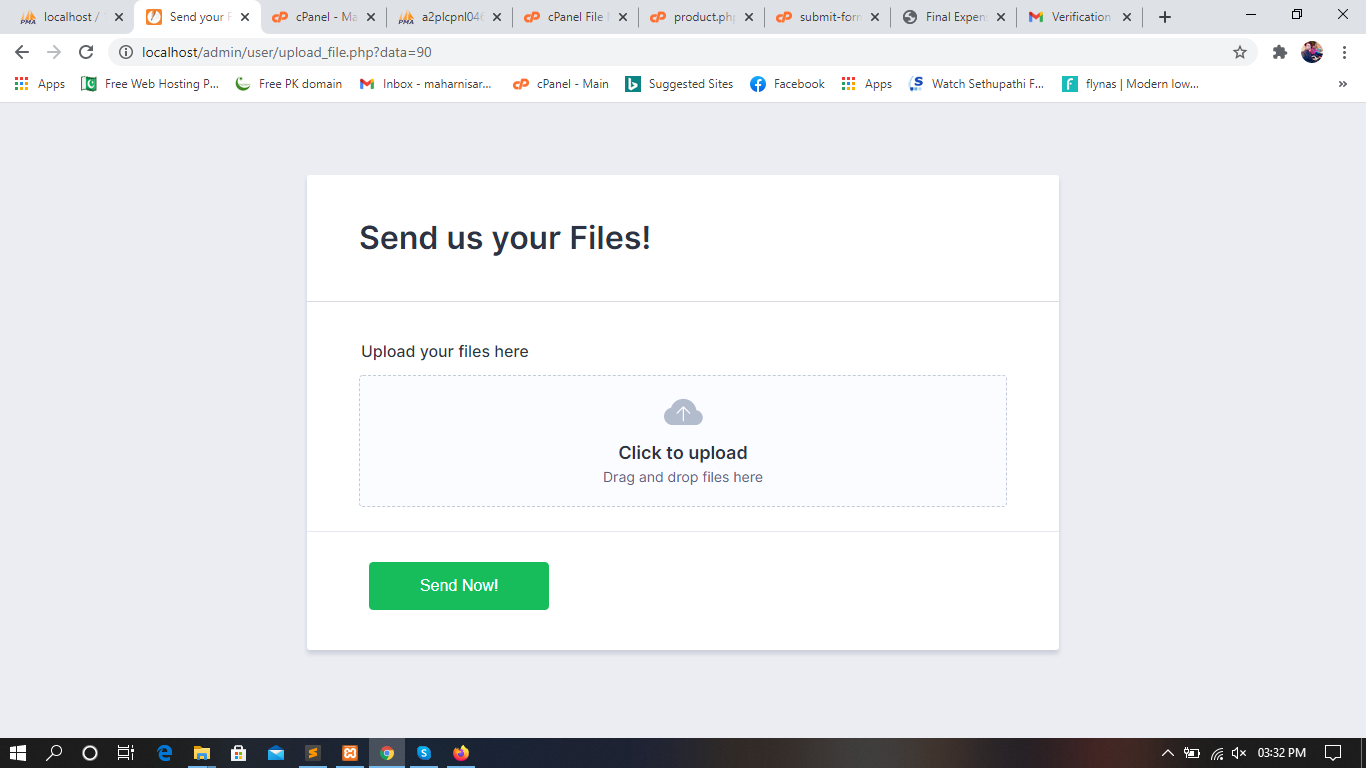 localhost / 
Send your F
cPanel - Ma
a2plcpnl046
cPanel File M
product.php
submit-form
Final Expens
Verification
localhost/admin/user/upload_file.php?data=90
Apps
Free Web Hosting P...
Free PK domain
Inbox - maharnisar...
cPanel - Main
Suggested Sites
Facebook
Apps
Watch Sethupathi F...
flynas | Modern low...
»
Send us your Files!
Upload your files here
Click to upload
Drag and drop files here
Send Now!
03:32 PM